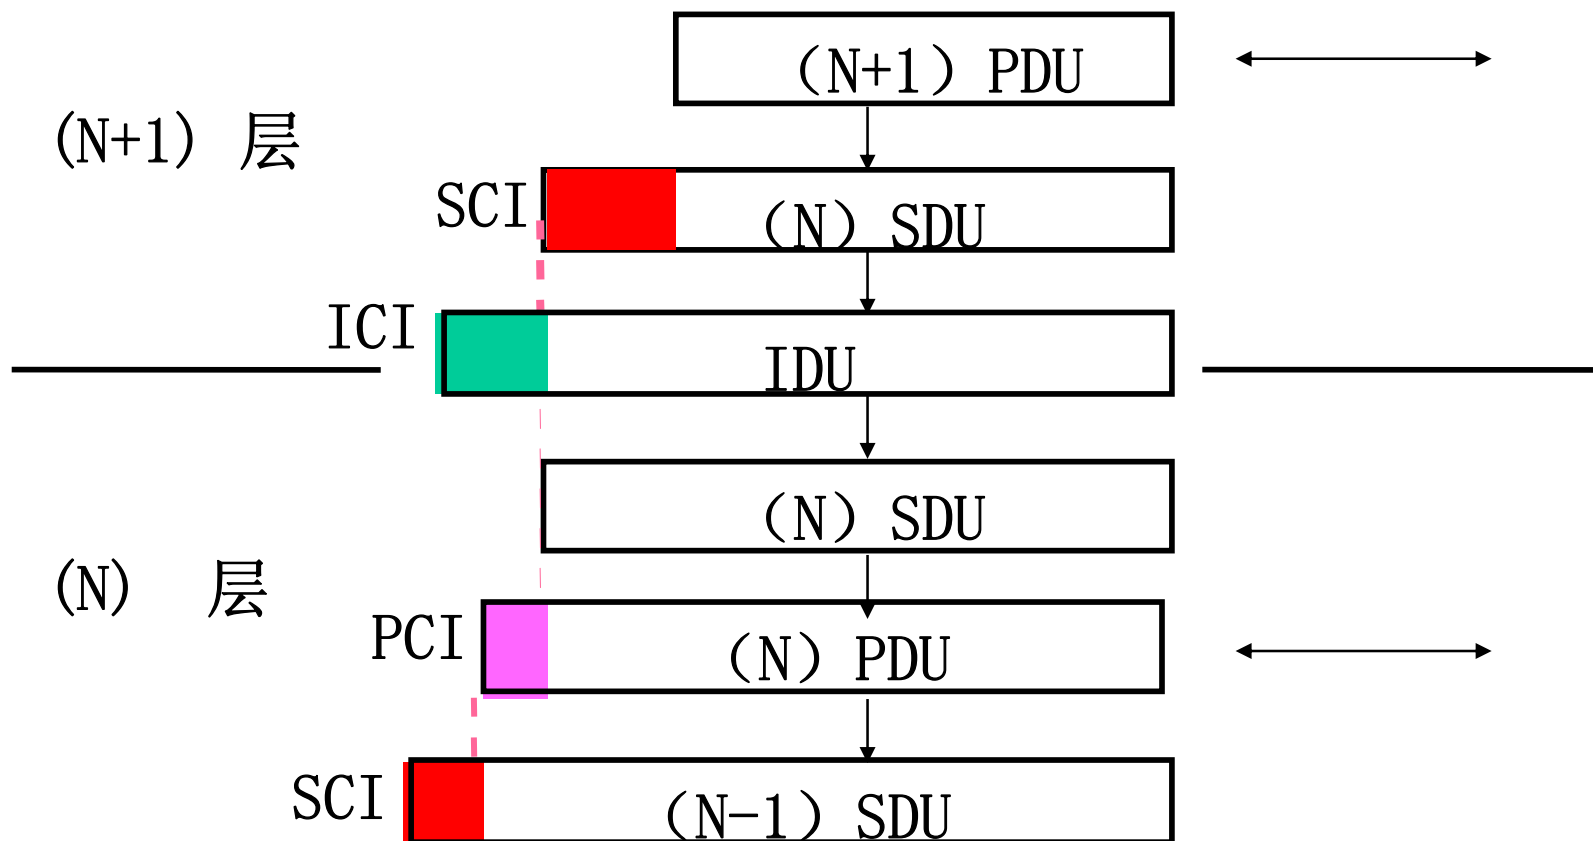 （N+1）PDU
(N+1) 层
SCI
（N）SDU
ICI
IDU
（N）SDU
(N) 层
PCI
（N）PDU
SCI
（N-1）SDU